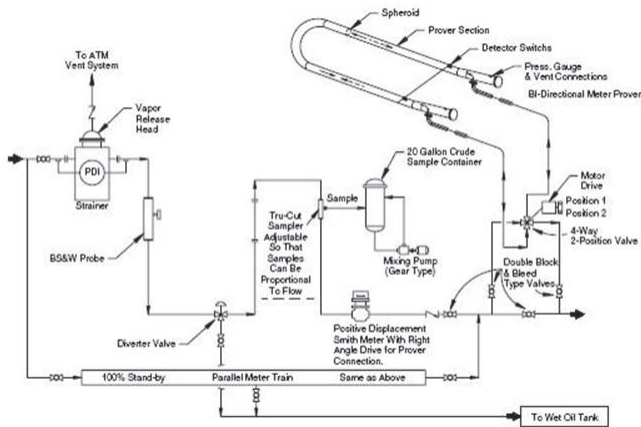 Spheroid
Prover Section
Detector Switchs
Press. Gauge
& Vent Connections
BI-Directional Meter Prover
To ATM
Vent System
Vapor
Release
Head
PDI
Strainer
BS&W Probe
20 Gallon Crude
Sample Container
Sample
Tru-Cut
Sampler
Adjustable
So That
Samples
Can Be
Proportional
To Flow
Mixing Pump
(Gear Type)
Motor
Drive
Position 1
Position 2
4-Way
2-Position Valve
Double Block
& Bleed
Type Valves
Diverter Valve
Positive Displacement
Smith Meter With Right
Angle Drive for Prover
Connection.
100% Stand-by Parallel Meter Train Same as Above
To Wet Oil Tank